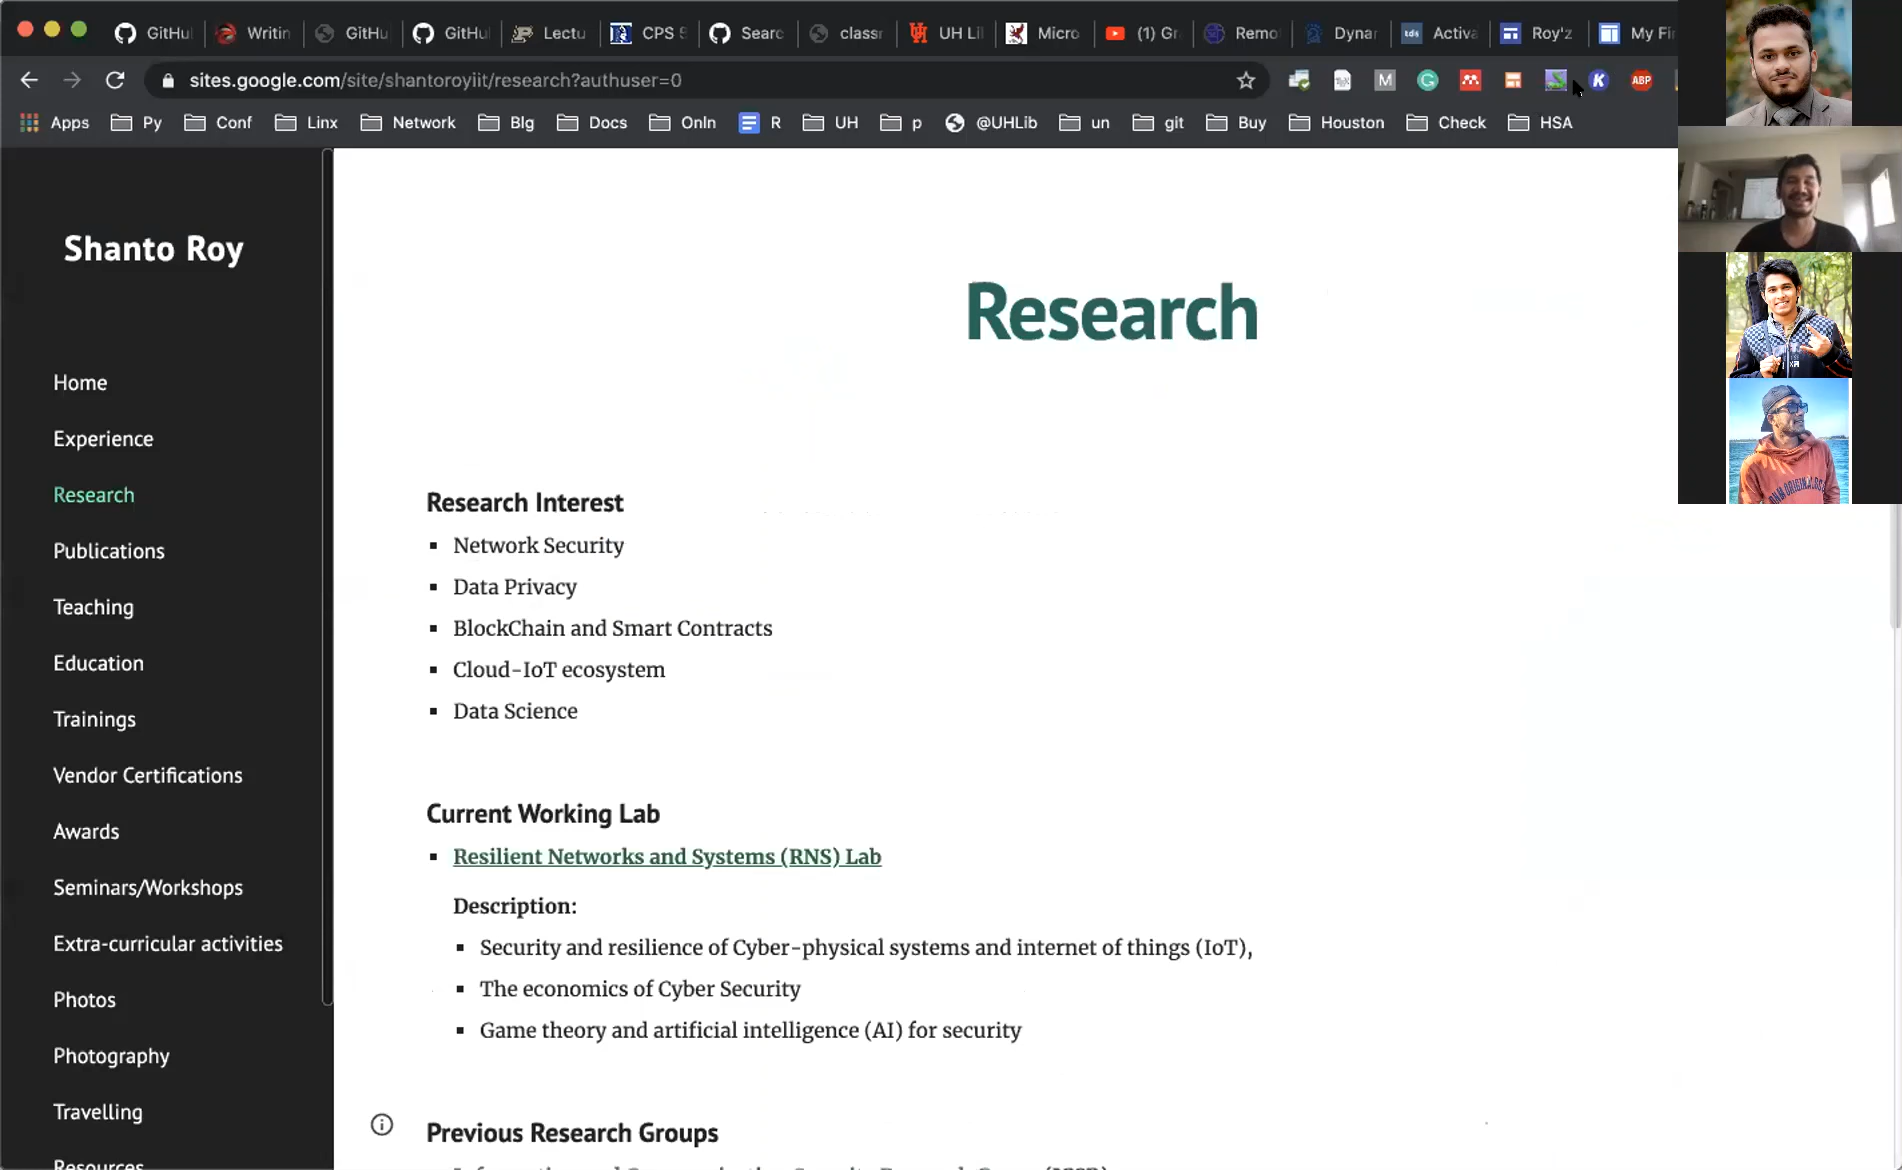 GitHu
Writin
GitHu
GitHu
Lectu
CPS S
Searc
classr
UH Li
Micro
(1) Gr
Remo
Dynar
tds Activa
Roy'z
My Fi
sites.google.com/site/shantoroyiit/research?authuser=0
M
G
K
ABP
Apps Py Conf Linx Network Blg Docs Onln R UH p @UHLib un git Buy Houston Check HSA
Shanto Roy
Home
Experience
Research
Publications
Teaching
Education
Trainings
Vendor Certifications
Awards
Seminars/Workshops
Extra-curricular activities
Photos
Photography
Travelling
Resources
Research
Research Interest
▪ Network Security
▪ Data Privacy
▪ BlockChain and Smart Contracts
▪ Cloud-IoT ecosystem
▪ Data Science
Current Working Lab
▪ Resilient Networks and Systems (RNS) Lab
Description:
▪ Security and resilience of Cyber-physical systems and internet of things (IoT),
▪ The economics of Cyber Security
▪ Game theory and artificial intelligence (AI) for security
Previous Research Groups